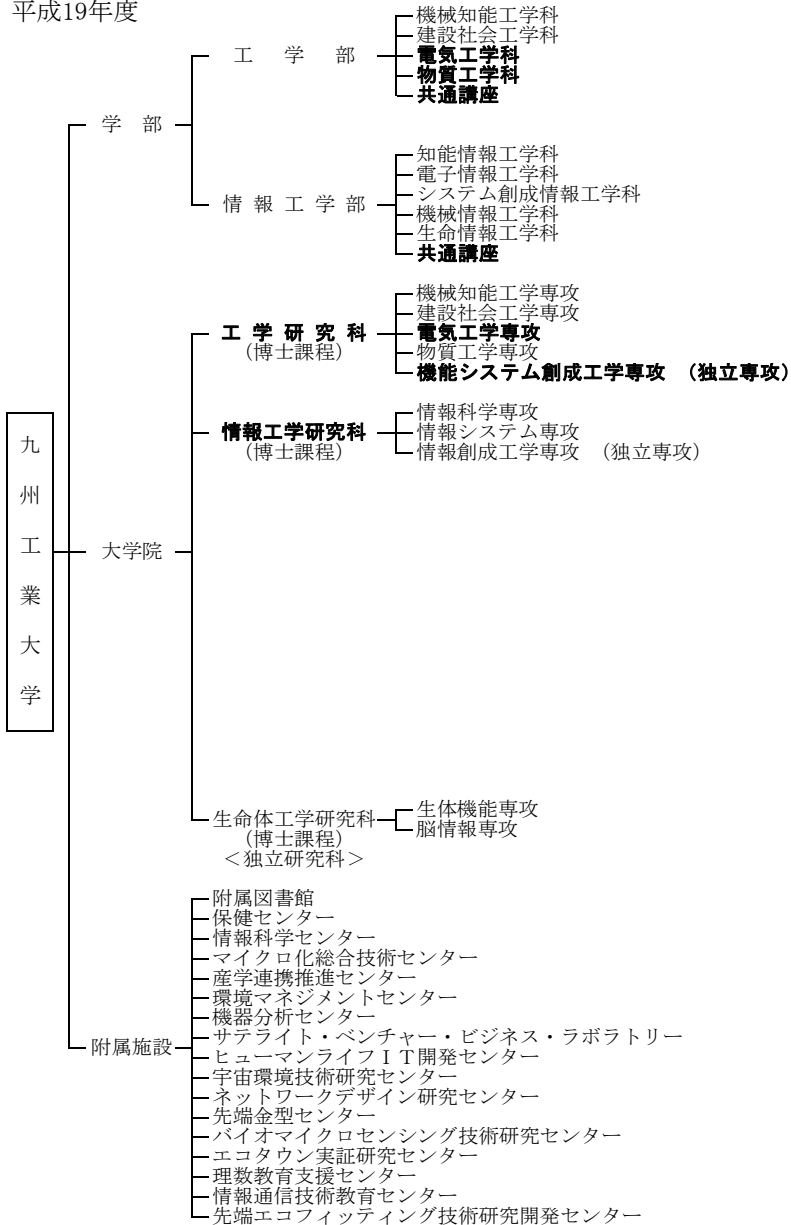 平成19年度
九州工業大学
学部
工学部
機械知能工学科
建設社会工学科
電気工学科
物質工学科
共通講座
情報工学部
知能情報工学科
電子情報工学科
システム創成情報工学科
機械情報工学科
生命情報工学科
共通講座
大学院
工学研究科
(博士課程)
機械知能工学専攻
建設社会工学専攻
電気工学専攻
物質工学専攻
機能システム創成工学専攻 (独立専攻)
情報工学研究科
(博士課程)
情報科学専攻
情報システム専攻
情報創成工学専攻 (独立専攻)
生命体工学研究科
(博士課程)
<独立研究科>
生体機能専攻
脳情報専攻
附属施設
附属図書館
保健センター
情報科学センター
マイクロ化総合技術センター
産学連携推進センター
環境マネジメントセンター
機器分析センター
サテライト・ベンチャー・ビジネス・ラボラトリー
ヒューマンライフIT開発センター
宇宙環境技術研究センター
ネットワークデザイン研究センター
先端金型センター
バイオマイクロセンシング技術研究センター
エコタウン実証研究センター
理数教育支援センター
情報通信技術教育センター
先端エコフィッティング技術研究開発センター